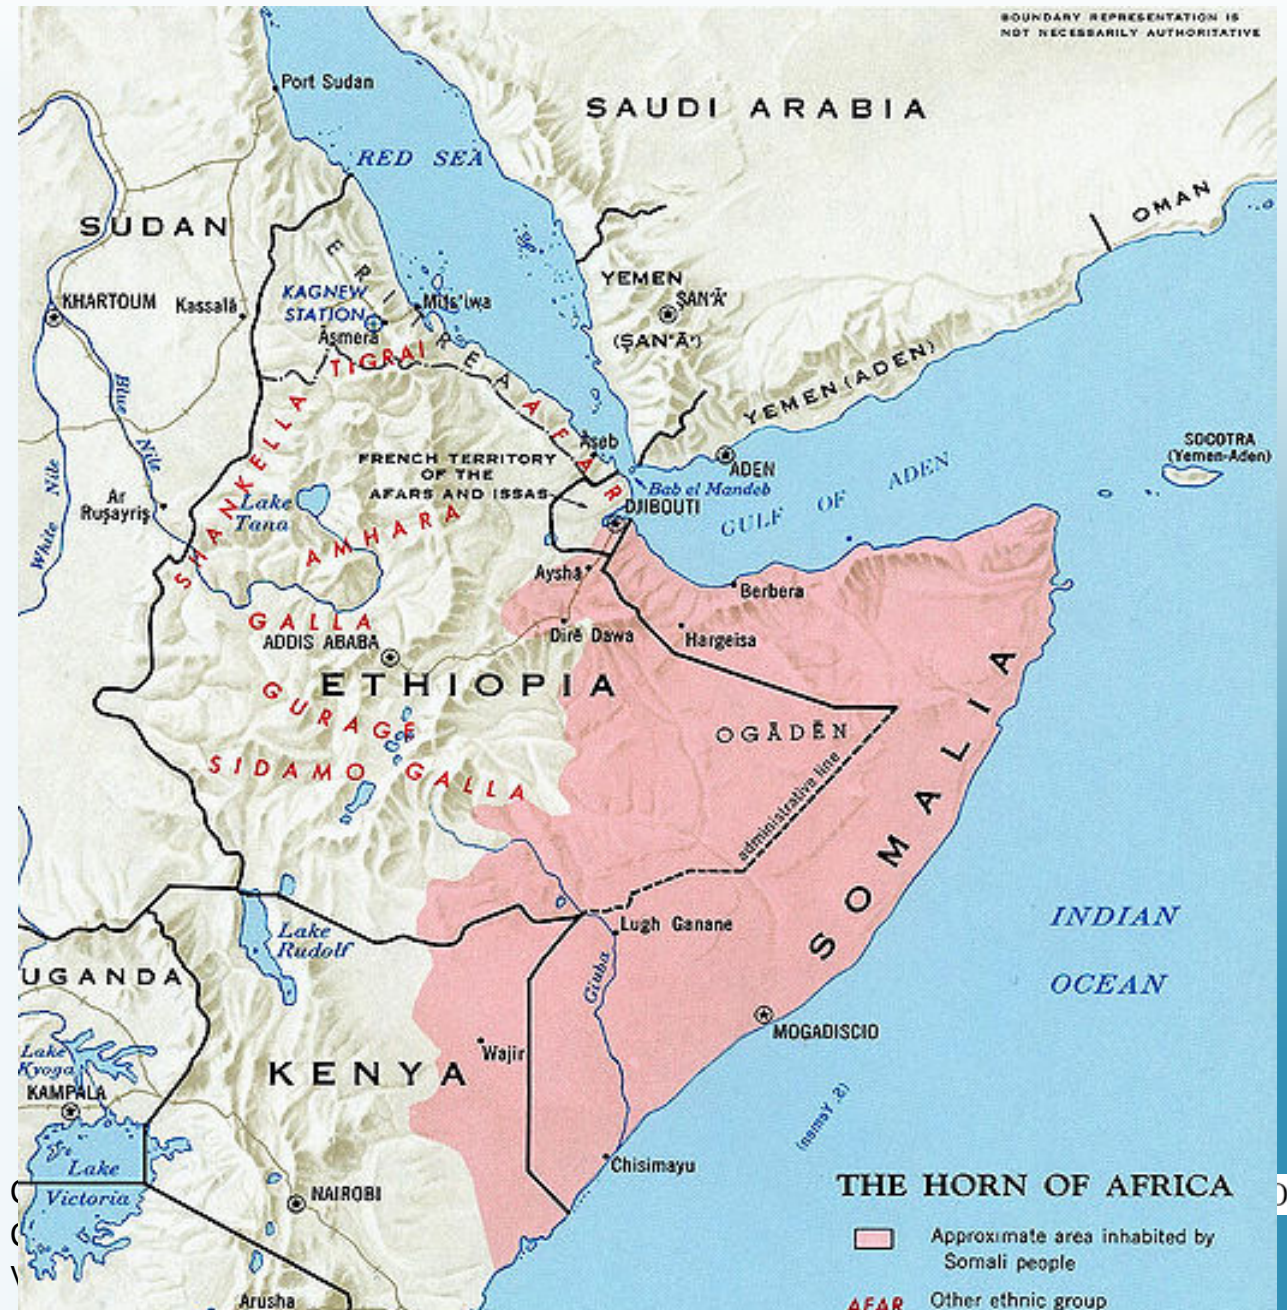 BOUNDARY REPRESENTATION IS
NOT NECESSARILY AUTHORITATIVE
Port Sudan
SAUDI ARABIA
RED SEA
SUDAN
OMAN
ERITREA
YEMEN
KHARTOUM
Kassalā
KAGNEW
STATION
Mits'iwa
ṢAN'Ā'
(ṢAN'Ā')
Āsmera
TIGRAI
YEMEN (ADEN)
Blue Nile
SHANKELLA
AFAR
Āseb
SOCOTRA
(Yemen-Aden)
FRENCH TERRITORY
OF THE
AFARS AND ISSAS
ADEN
Bab el Mandeb
GULF OF ADEN
White Nile
Ar
Ruşayriş
Lake
Tana
AMHARA
DJIBOUTI
Ayshā
Berbera
GALLA
ADDIS ABABA
Dirē Dawa
Hargeisa
ETHIOPIA
GURAGE
OGĀDĒN
SIDAMO GALLA
administrative line
SOMALIA
Lugh Ganane
INDIAN
OCEAN
Lake
Rudolf
UGANDA
Giuba
MOGADISCIO
Wajir
Lake
Kyoga
KENYA
KAMPALA
(S. Yemen)
Chisimayu
Lake
Victoria
NAIROBI
THE HORN OF AFRICA
Approximate area inhabited by
Somali people
Arusha
AFAR Other ethnic group